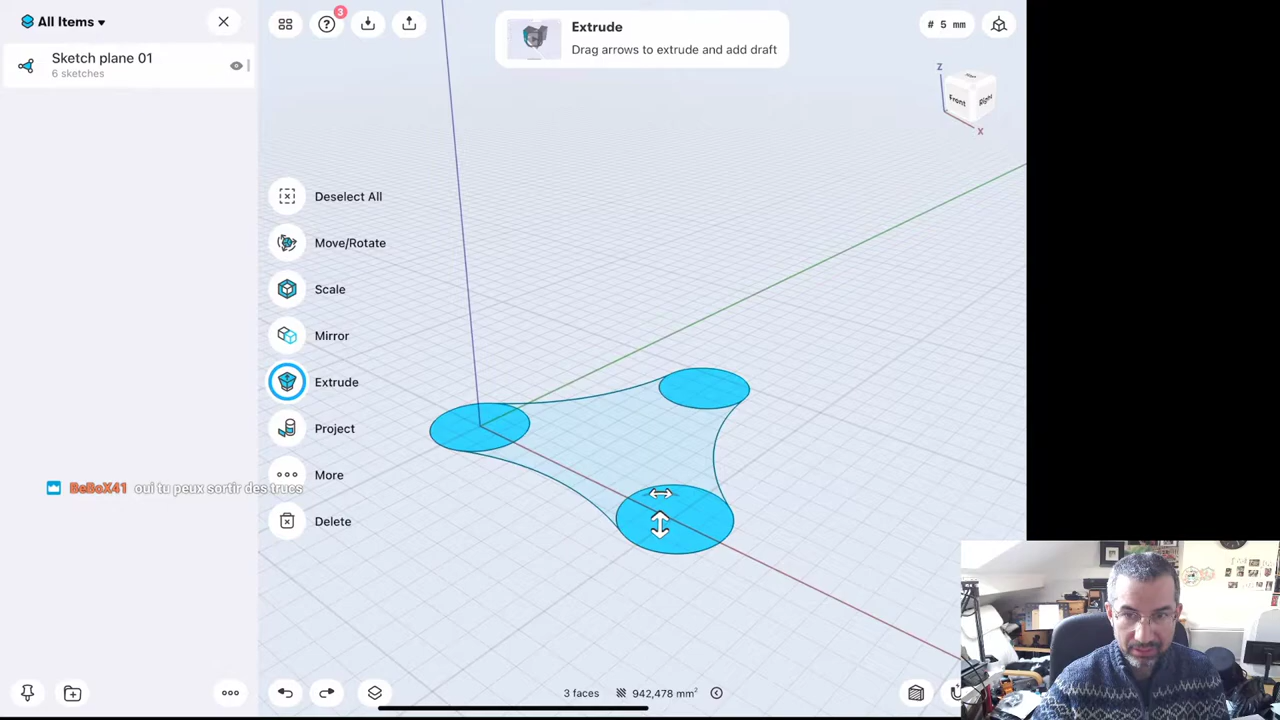 All Items
3
Extrude
Drag arrows to extrude and add draft
# 5 mm
Sketch plane 01
6 sketches
Z
Front
Right
X
Deselect All
Move/Rotate
Scale
Mirror
Extrude
Project
More
BeBoX41 oui tu peux sortir des trucs
Delete
3 faces
942,478 mm²